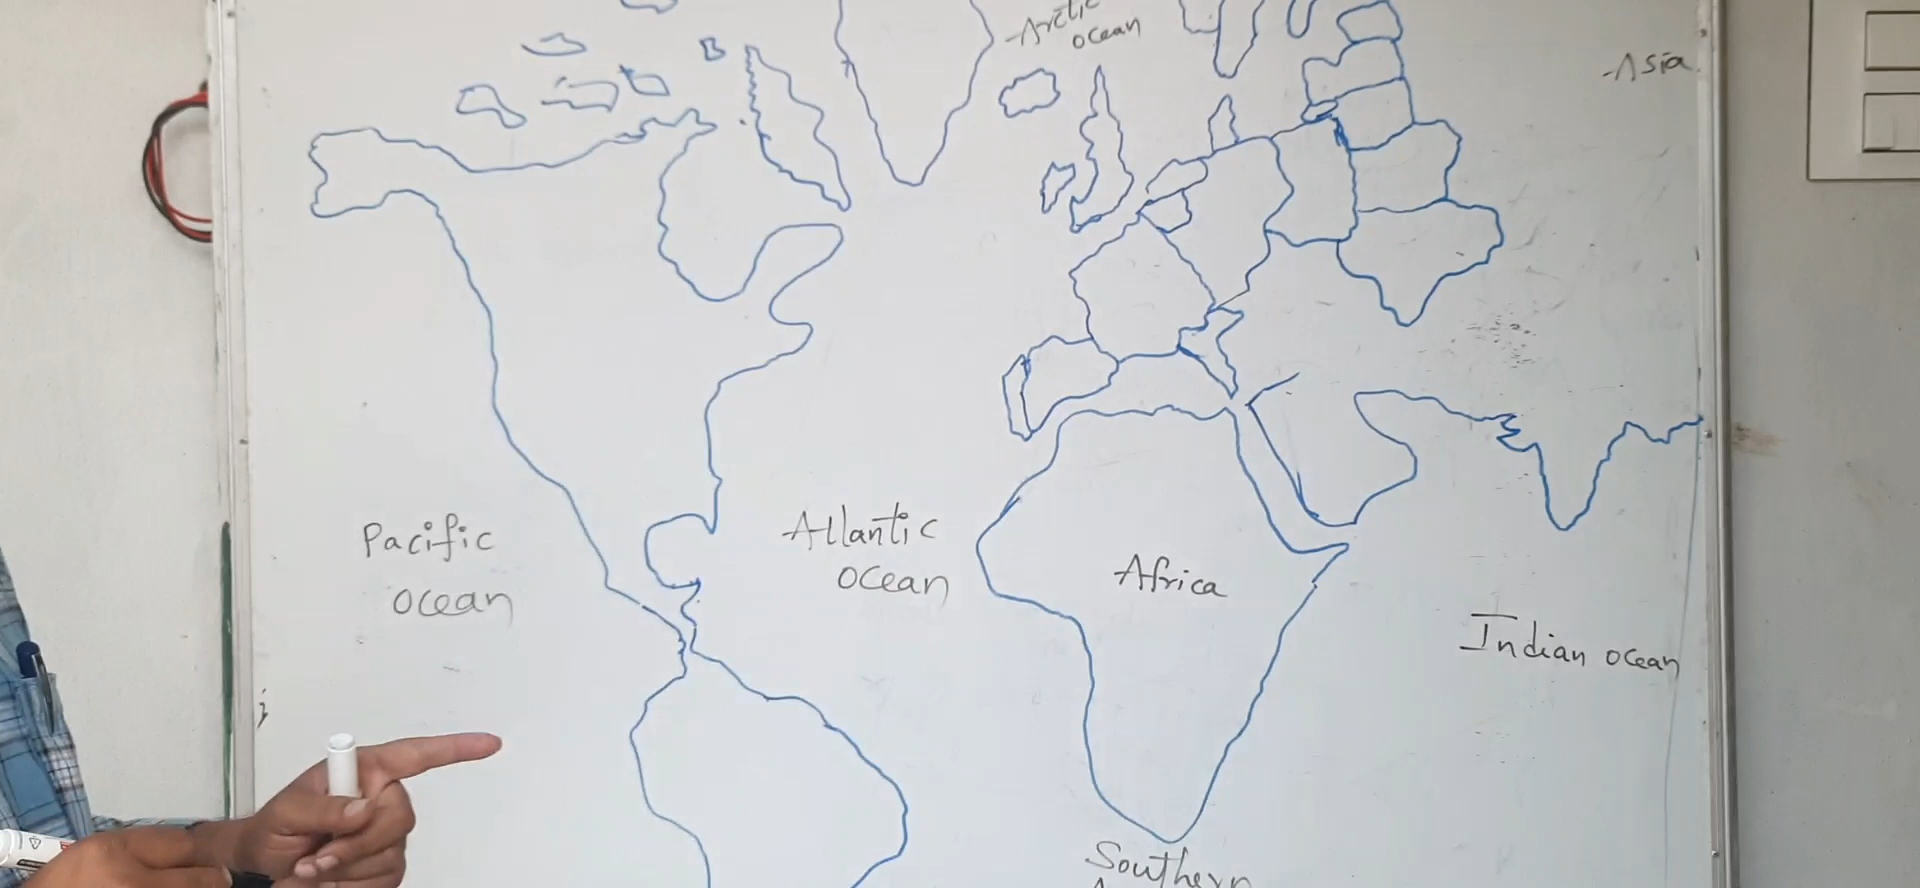 Arctic
ocean
Asia
Pacific
ocean
Atlantic
ocean
Africa
Indian ocean
Southern